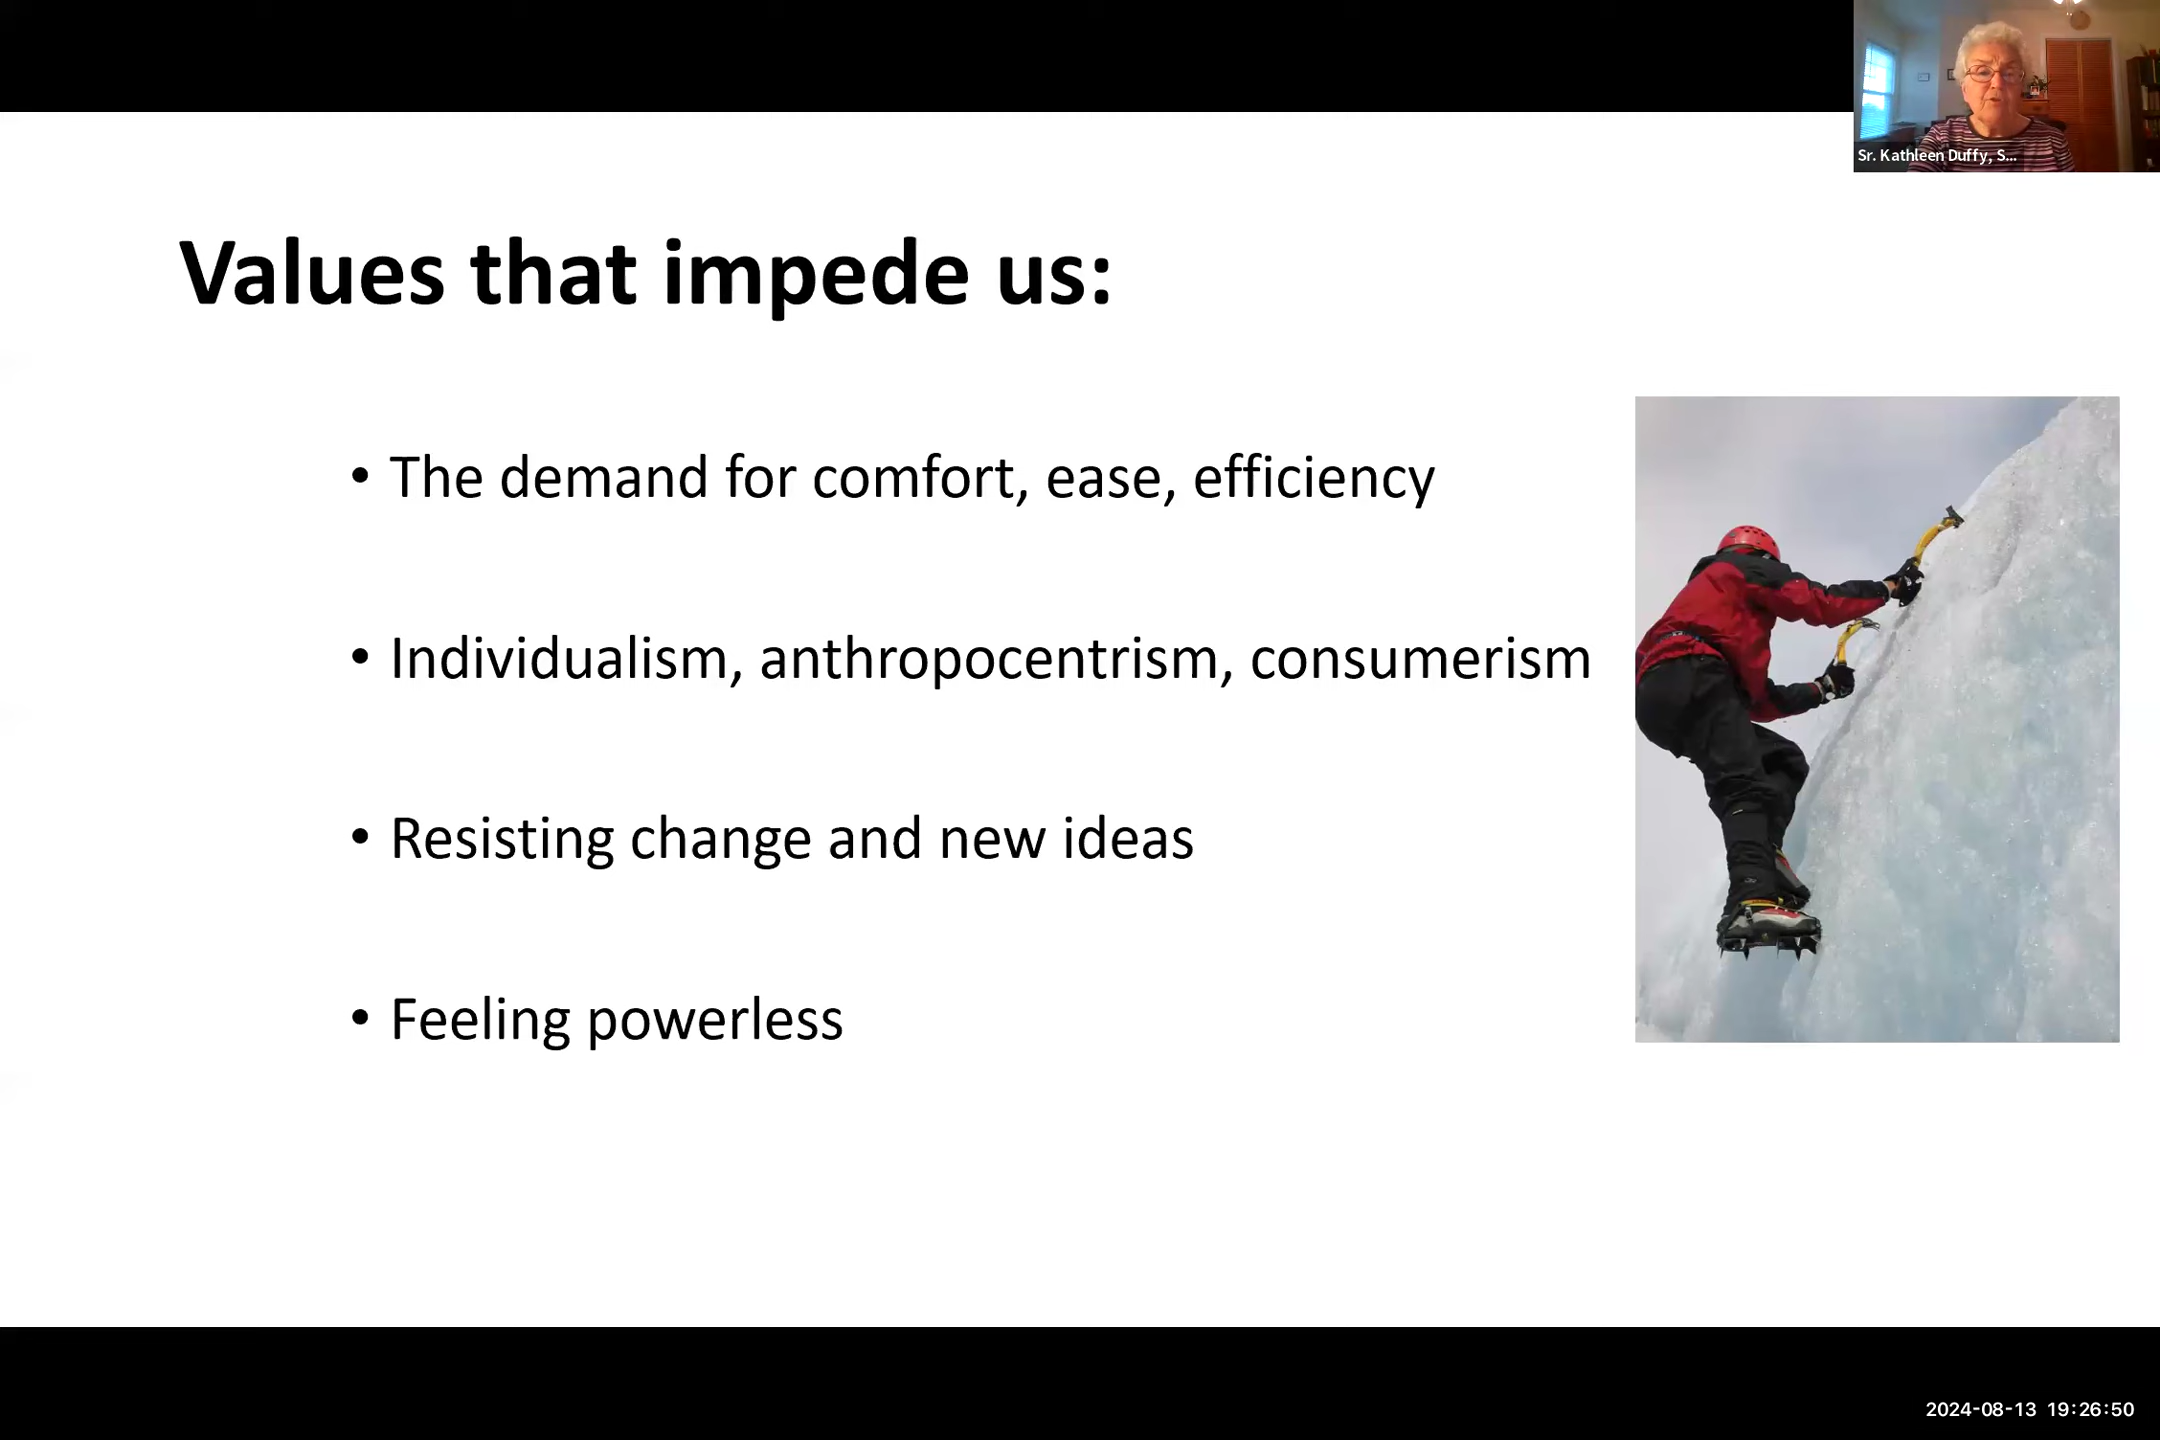 Sr. Kathleen Duffy, S...
Values that impede us:
• The demand for comfort, ease, efficiency
• Individualism, anthropocentrism, consumerism
• Resisting change and new ideas
• Feeling powerless
2024-08-13 19:26:50